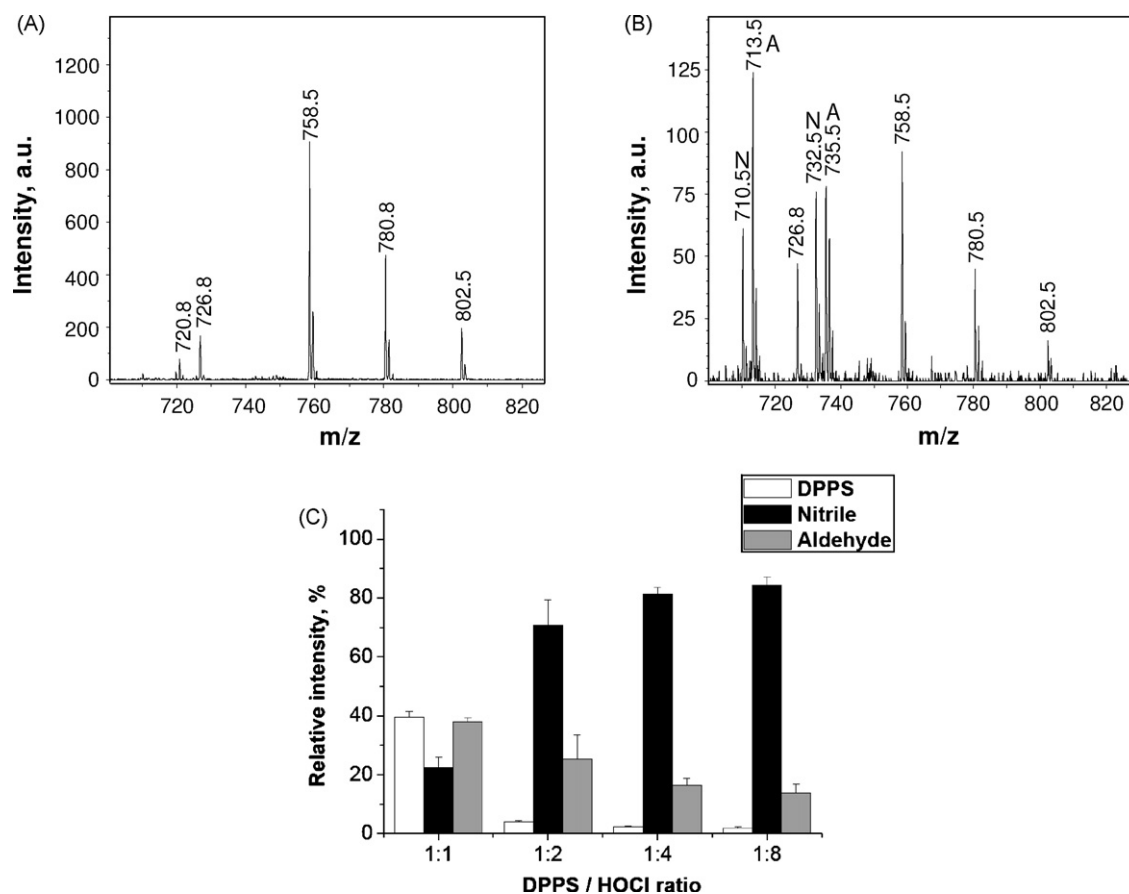 (A)
Intensity, a.u.
1200
1000
800
600
400
200
0
720.8
726.8
758.5
780.8
802.5
720
740
760
780
800
820
m/z
(B)
Intensity, a.u.
125
100
75
50
25
0
710.5N
713.5 A
726.8
732.5 N
735.5 A
758.5
780.5
802.5
720
740
760
780
800
820
m/z
(C)
DPPS
Nitrile
Aldehyde
Relative intensity, %
100
80
60
40
20
0
1:1
1:2
1:4
1:8
DPPS / HOCl ratio